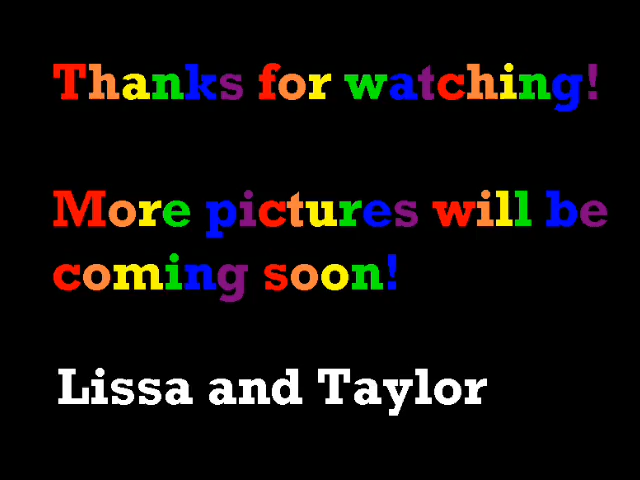 Thanks for watching!
More pictures will be
coming soon!
Lissa and Taylor